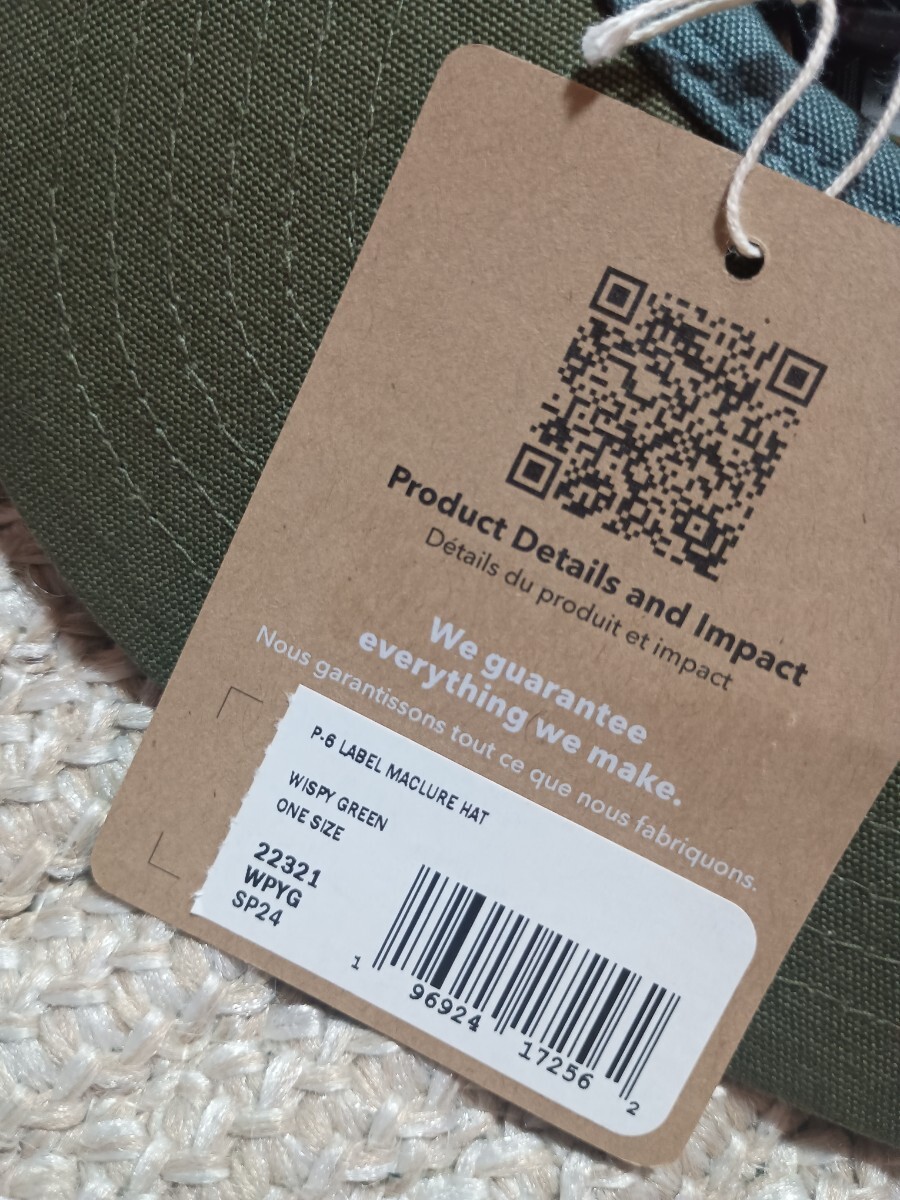 Product Details and Impact
Détails du produit et impact
We guarantee
everything we make.
Nous garantissons tout ce que nous fabriquons.
P-6 LABEL MACLURE HAT
WISPY GREEN
ONE SIZE
22321
WPYG
SP24
1 96924 17256 2